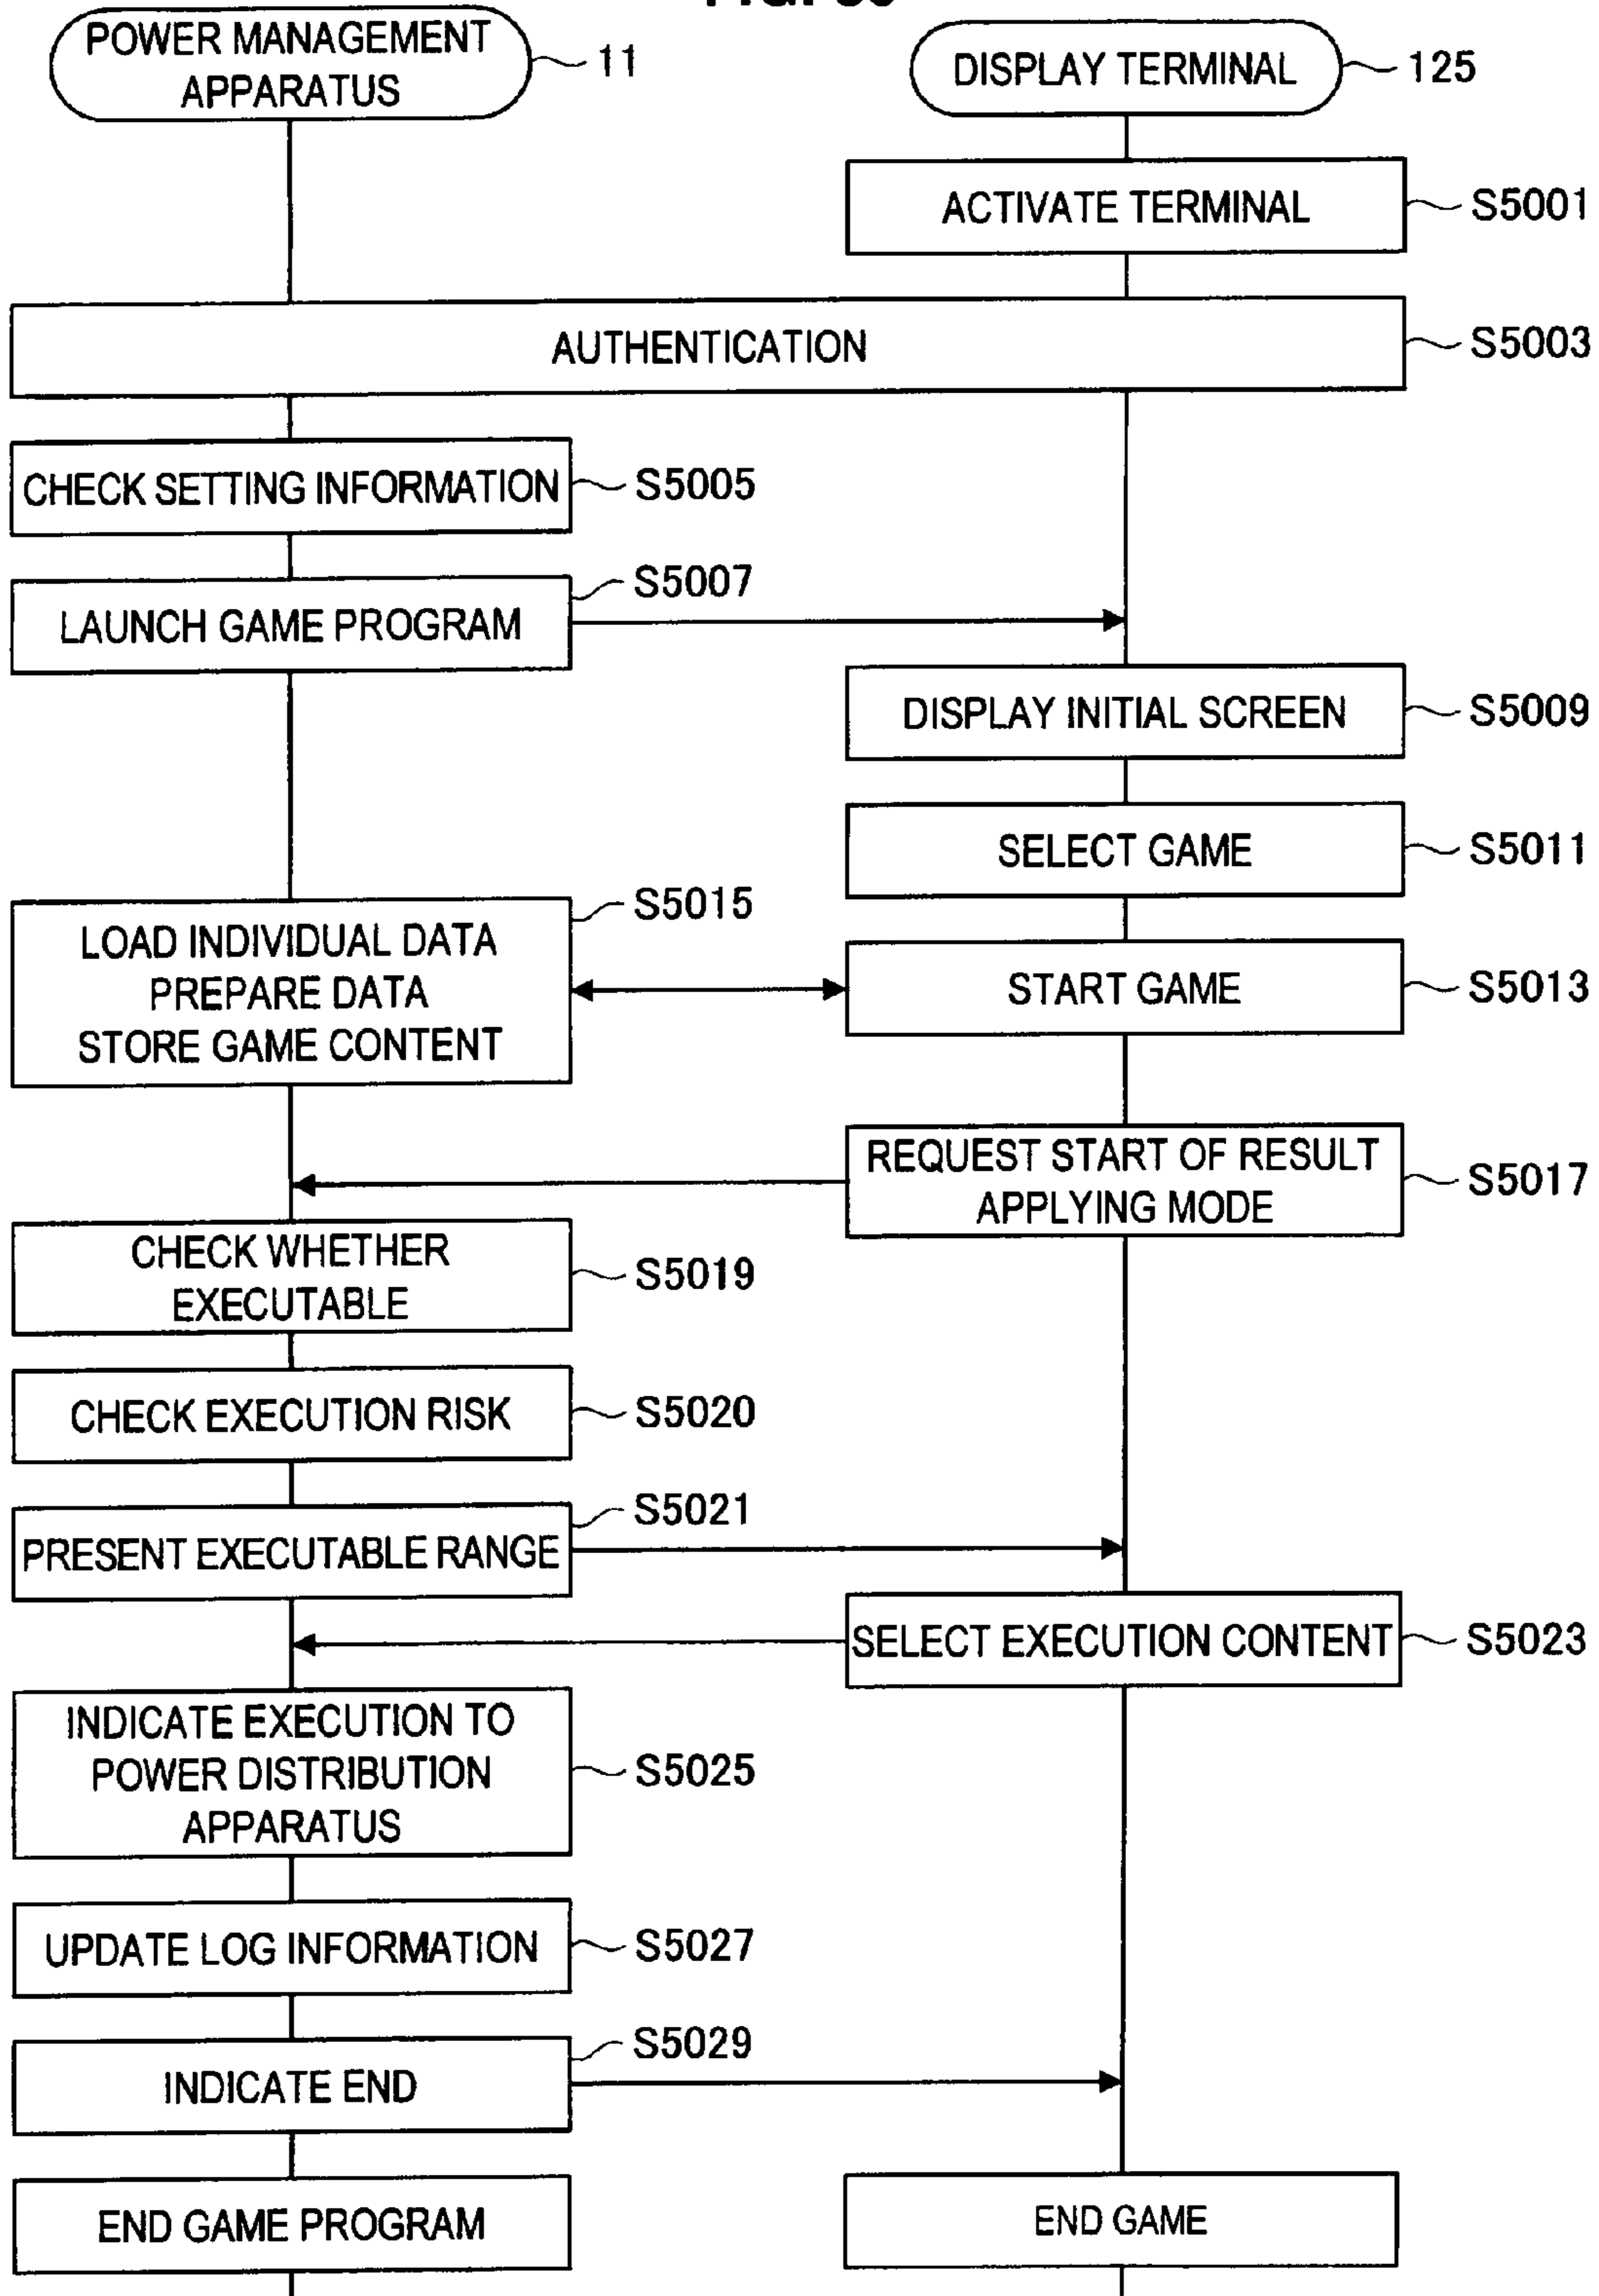 POWER MANAGEMENT
APPARATUS
11
DISPLAY TERMINAL
125
ACTIVATE TERMINAL
S5001
AUTHENTICATION
S5003
CHECK SETTING INFORMATION
S5005
LAUNCH GAME PROGRAM
S5007
DISPLAY INITIAL SCREEN
S5009
SELECT GAME
S5011
LOAD INDIVIDUAL DATA
PREPARE DATA
STORE GAME CONTENT
S5015
START GAME
S5013
REQUEST START OF RESULT
APPLYING MODE
S5017
CHECK WHETHER
EXECUTABLE
S5019
CHECK EXECUTION RISK
S5020
PRESENT EXECUTABLE RANGE
S5021
SELECT EXECUTION CONTENT
S5023
INDICATE EXECUTION TO
POWER DISTRIBUTION
APPARATUS
S5025
UPDATE LOG INFORMATION
S5027
INDICATE END
S5029
END GAME PROGRAM
END GAME